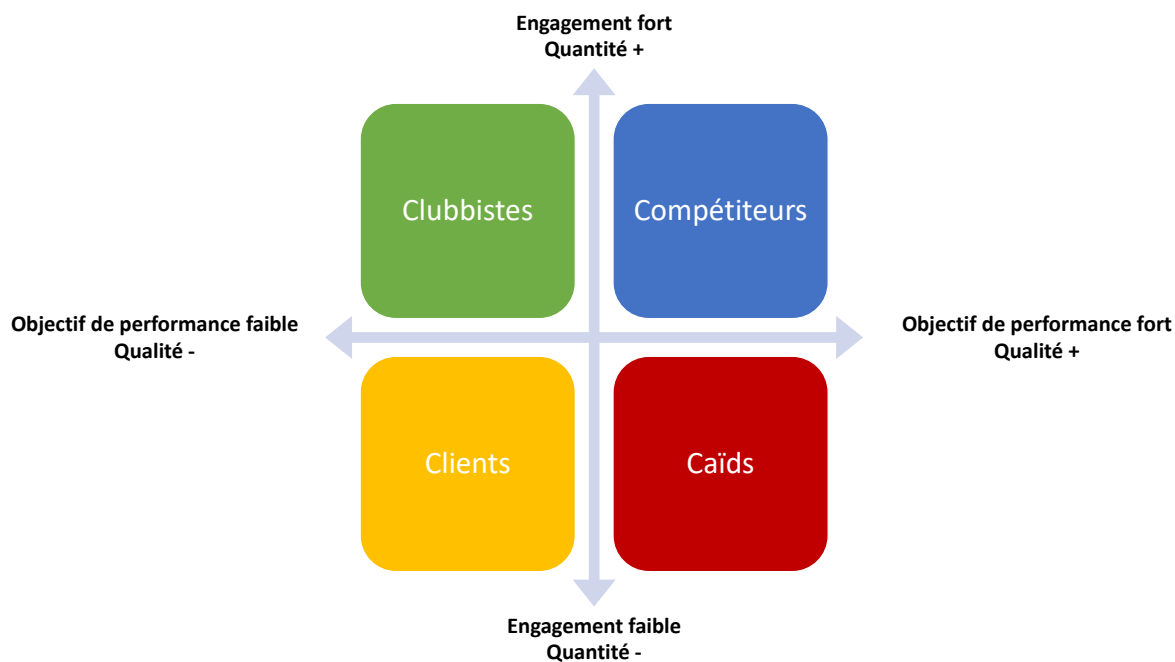 Engagement fort
Quantité +
Clubbistes
Compétiteurs
Objectif de performance faible
Qualité -
Objectif de performance fort
Qualité +
Clients
Caïds
Engagement faible
Quantité -